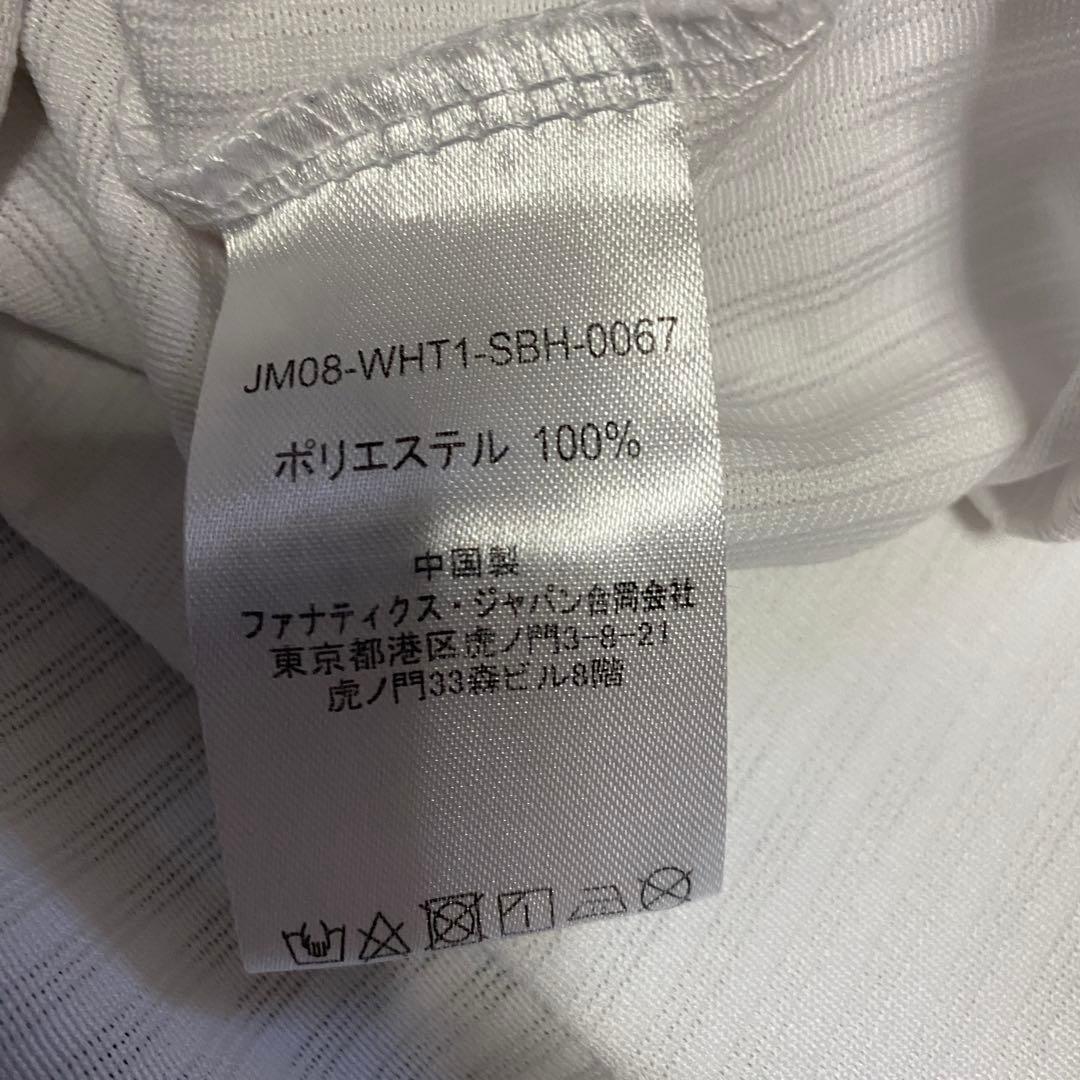 JM08-WHT1-SBH-0067
ポリエステル 100%
中国製
ファナティクス・ジャパン合同会社
東京都港区虎ノ門3-8-21
虎ノ門33森ビル8階